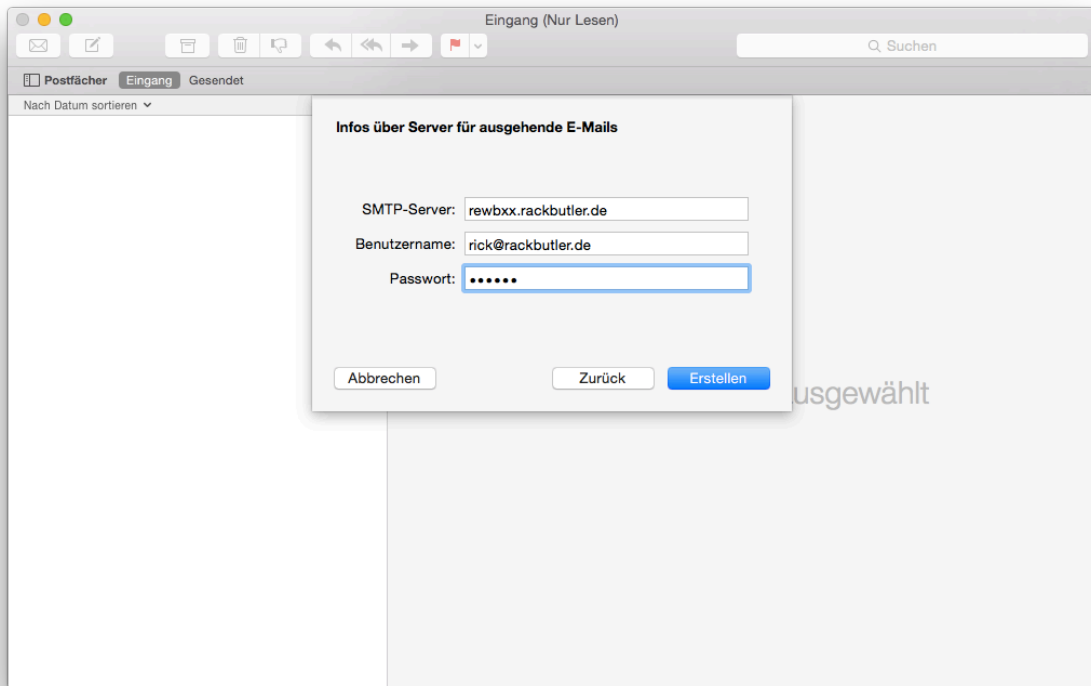 Eingang (Nur Lesen)
Suchen
Postfächer Eingang Gesendet
Nach Datum sortieren
Infos über Server für ausgehende E-Mails
SMTP-Server: rewbxx.rackbutler.de
Benutzername: rick@rackbutler.de
Passwort: ••••••
Abbrechen Zurück Erstellen
usgewählt